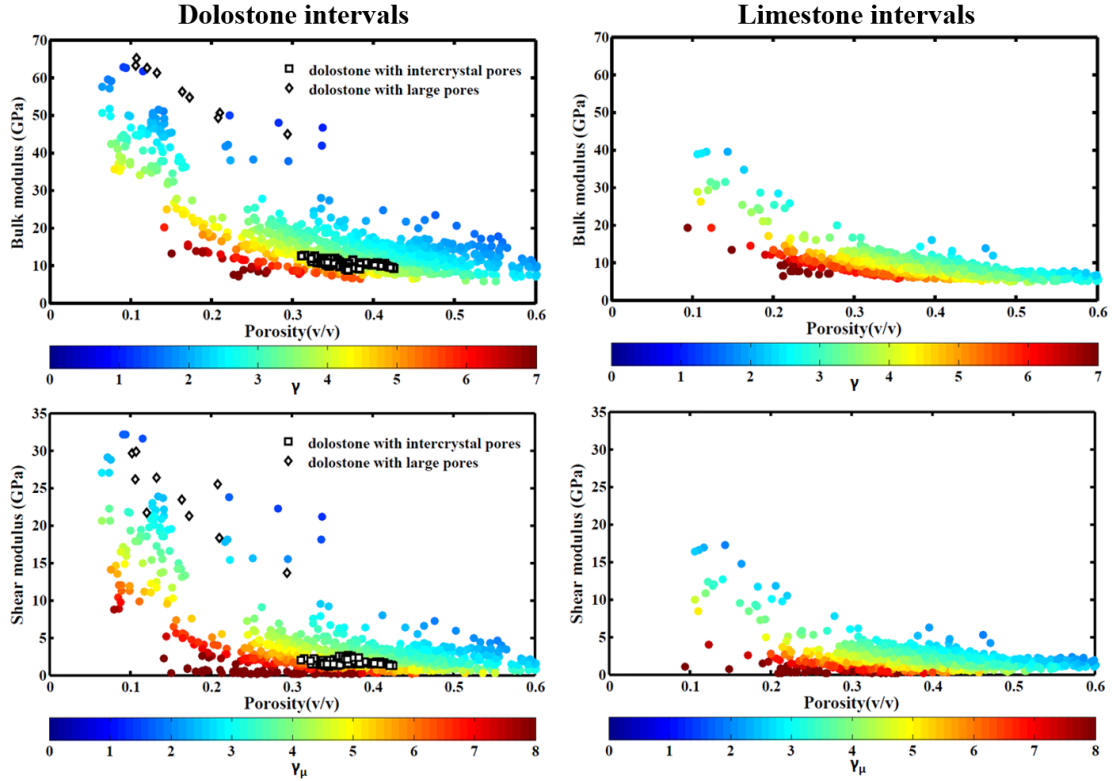 Dolostone intervals
Limestone intervals
70
60
50
40
30
20
10
0
Bulk modulus (GPa)
dolostone with intercrystal pores
dolostone with large pores
0.1 0.2 0.3 0.4 0.5 0.6
Porosity(v/v)
0 1 2 3 4 5 6 7
γ
70
60
50
40
30
20
10
0
Bulk modulus (GPa)
0 0.1 0.2 0.3 0.4 0.5 0.6
Porosity(v/v)
0 1 2 3 4 5 6 7
γ
35
30
25
20
15
10
5
0
Shear modulus (GPa)
dolostone with intercrystal pores
dolostone with large pores
0.1 0.2 0.3 0.4 0.5 0.6
Porosity(v/v)
0 1 2 3 4 5 6 7 8
γμ
35
30
25
20
15
10
5
0
Shear modulus (GPa)
0.1 0.2 0.3 0.4 0.5 0.6
Porosity(v/v)
0 1 2 3 4 5 6 7 8
γμ